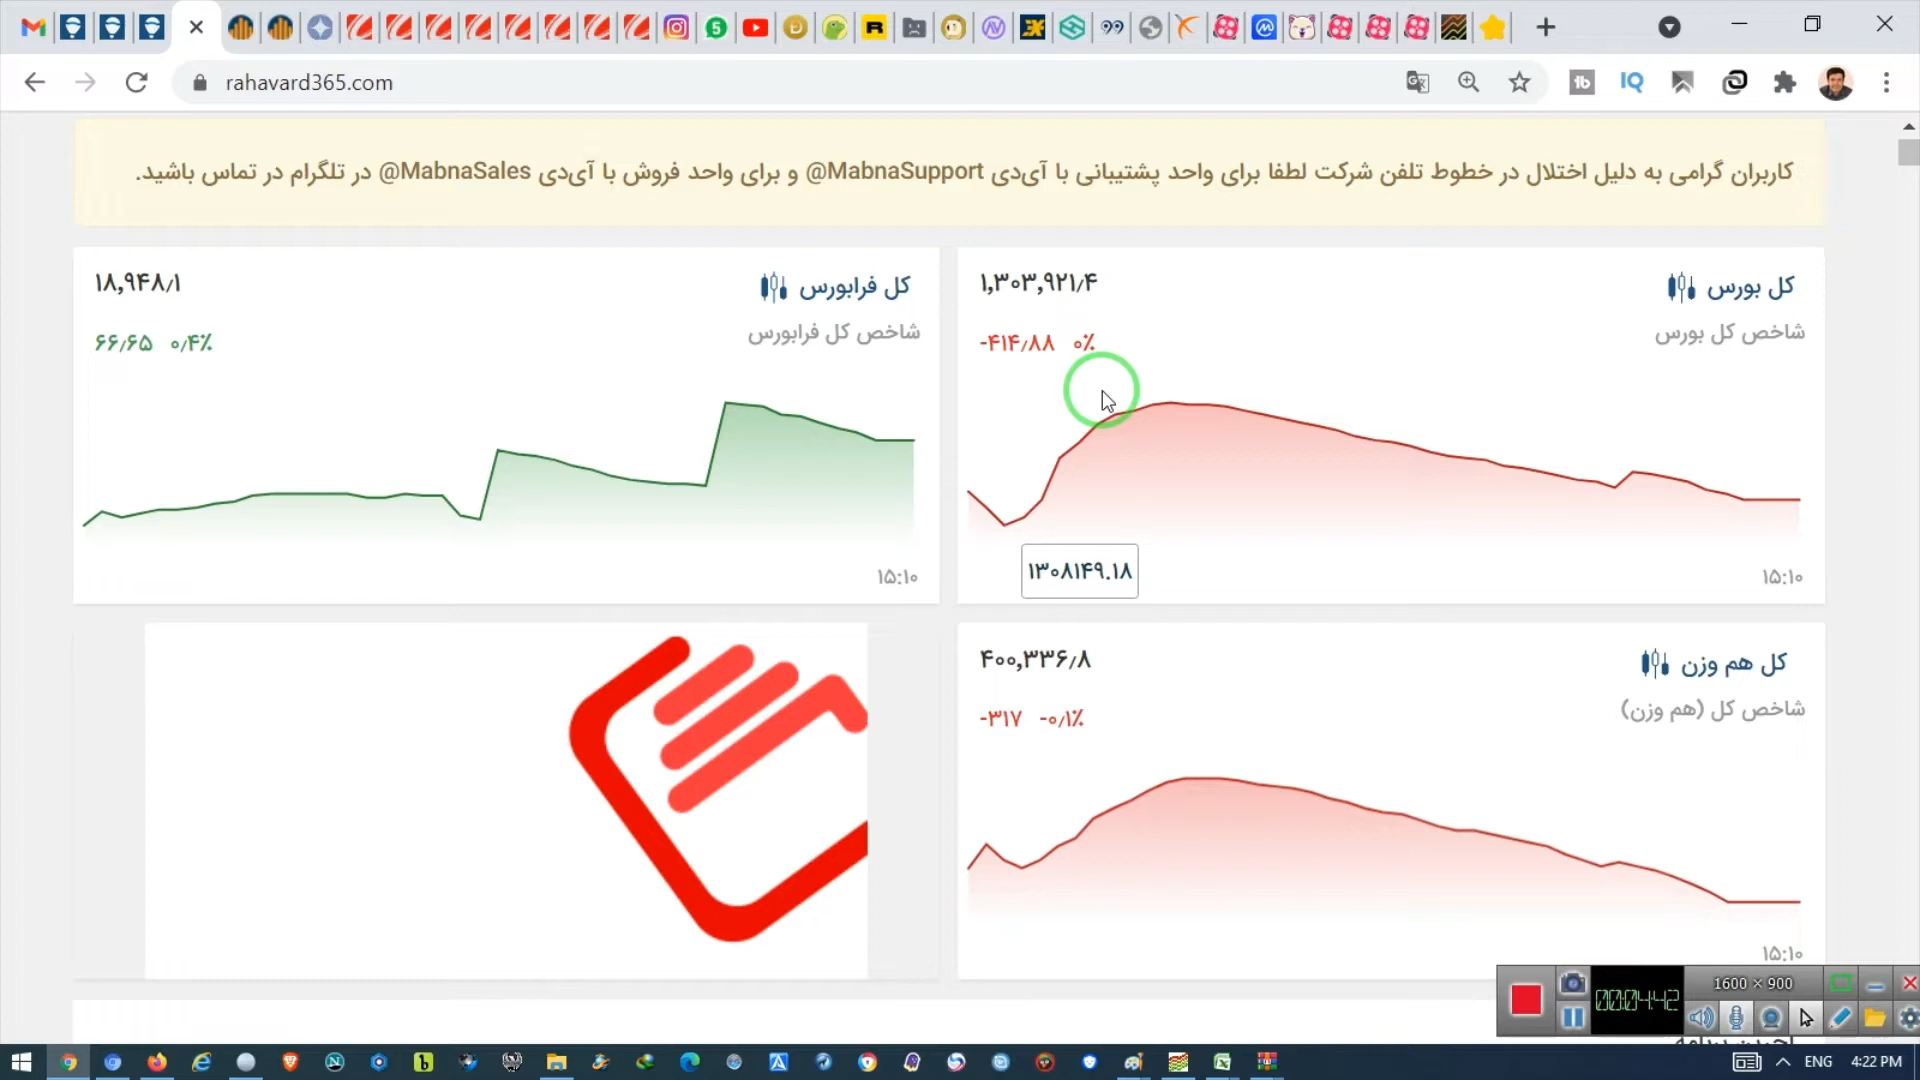 rahavard365.com
کاربران گرامی به دلیل اختلال در خطوط تلفن شرکت لطفا برای واحد پشتیبانی با آی‌دی MabnaSupport@ و برای واحد فروش با آی‌دی MabnaSales@ در تلگرام در تماس باشید.
کل بورس
۱,۳۰۳,۹۲۱٫۴
شاخص کل بورس
-۴۱۴٫۸۸ ۰٪
۱۳۰۸۱۴۹.۱۸
۱۵:۱۰
کل فرابورس
۱۸,۹۴۸٫۱
شاخص کل فرابورس
۶۶٫۶۵ ۰٫۴٪
۱۵:۱۰
کل هم وزن
۴۰۰,۳۳۶٫۸
شاخص کل (هم وزن)
-۳۱۷ -۰٫۱٪
۱۵:۱۰
1600 × 900
00:04:42
ENG
4:22 PM